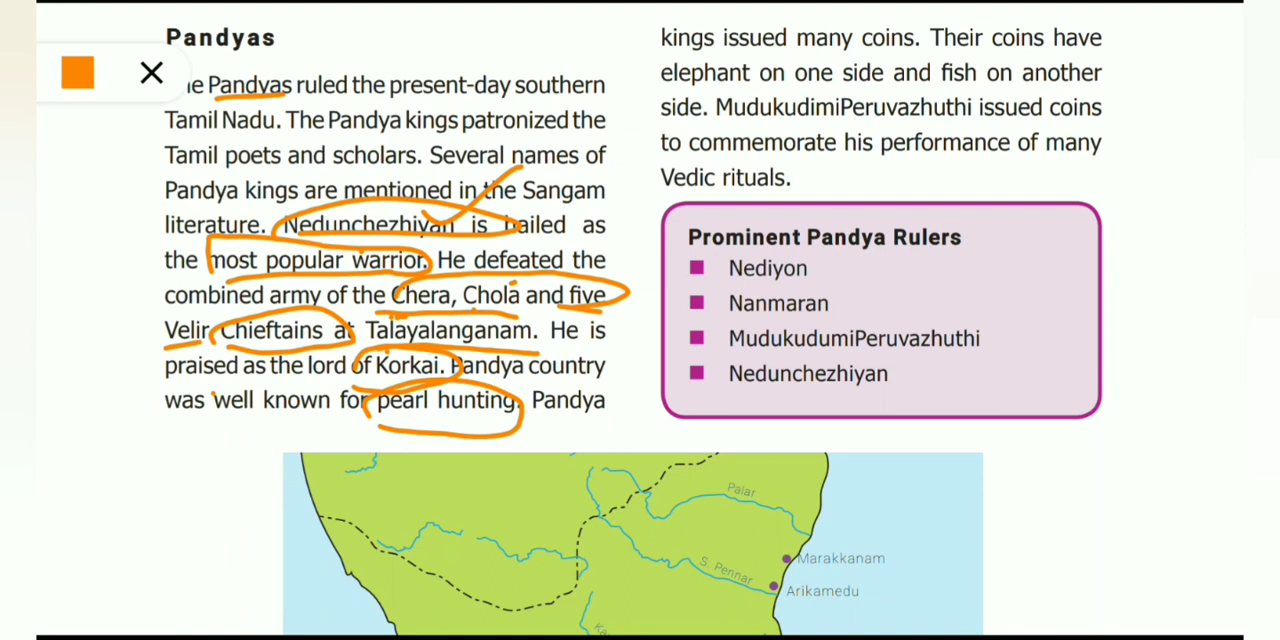 Pandyas
Pandyas ruled the present-day southern
Tamil Nadu. The Pandya kings patronized the
Tamil poets and scholars. Several names of
Pandya kings are mentioned in the Sangam
literature. Nedunchezhiyan is hailed as
the most popular warrior. He defeated the
combined army of the Chera, Chola and five
Velir Chieftains at Talayalanganam. He is
praised as the lord of Korkai. Pandya country
was well known for pearl hunting. Pandya
kings issued many coins. Their coins have
elephant on one side and fish on another
side. MudukudimiPeruvazhuthi issued coins
to commemorate his performance of many
Vedic rituals.
Prominent Pandya Rulers
Nediyon
Nanmaran
MudukudumiPeruvazhuthi
Nedunchezhiyan
Palar
Marakkanam
S. Pennar
Arikamedu